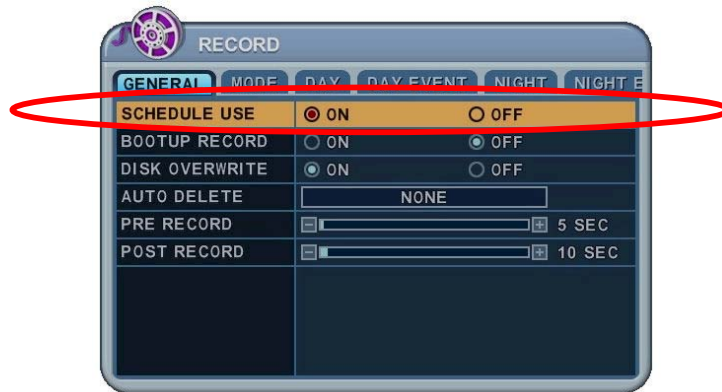 RECORD
GENERAL MODE DAY DAY EVENT NIGHT NIGHT E
SCHEDULE USE ON OFF
BOOTUP RECORD ON OFF
DISK OVERWRITE ON OFF
AUTO DELETE NONE
PRE RECORD 5 SEC
POST RECORD 10 SEC